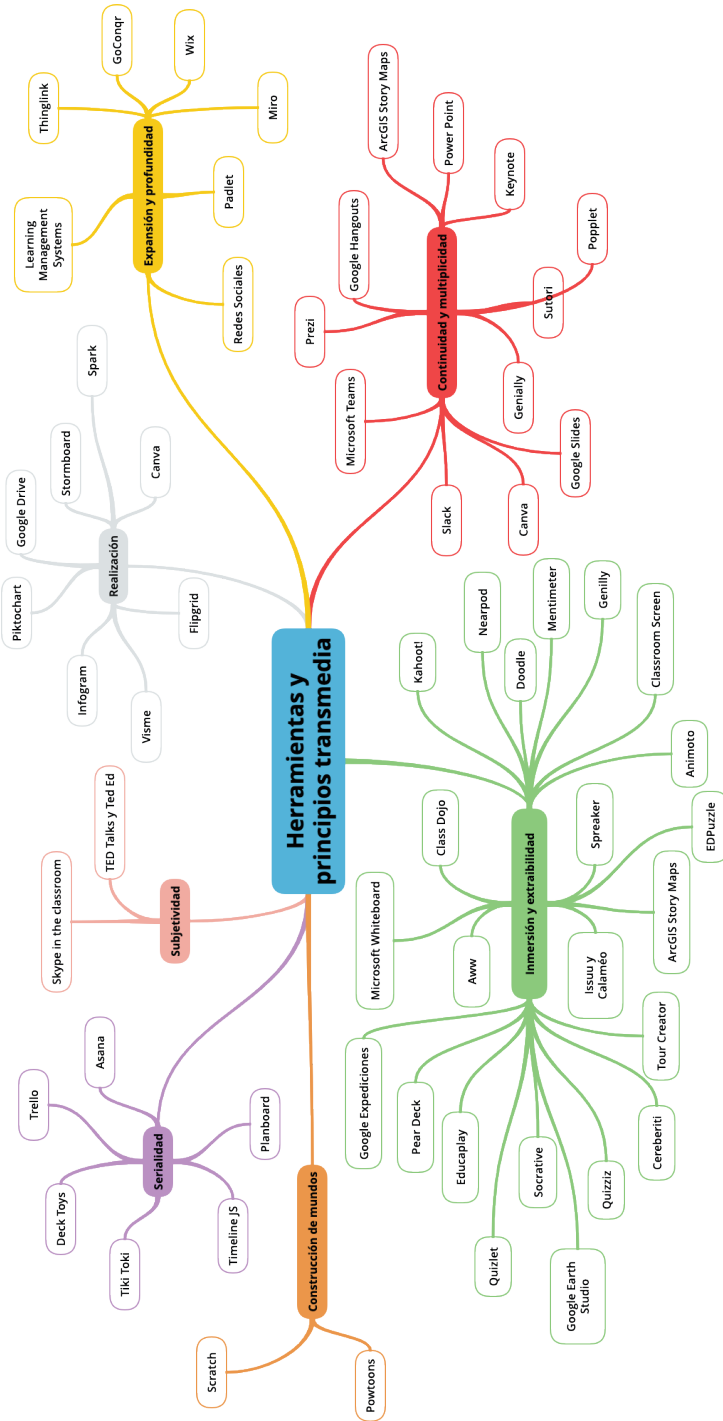 Herramientas y
principios transmedia
Serialidad
Asana
Trello
Deck Toys
Tiki Toki
Timeline JS
Planboard
Subjetividad
Skype in the classroom
TED Talks y Ted Ed
Realización
Piktochart
Google Drive
Stormboard
Spark
Canva
Infogram
Visme
Flipgrid
Expansión y profundidad
Learning
Management
Systems
Thinglink
GoConqr
Wix
Miro
Padlet
Redes Sociales
Construcción de mundos
Scratch
Powtoons
Continuidad y multiplicidad
Microsoft Teams
Prezi
Google Hangouts
ArcGIS Story Maps
Power Point
Keynote
Popplet
Sutori
Genially
Google Slides
Canva
Slack
Inmersión y extraibilidad
Google Expediciones
Pear Deck
Educaplay
Quizlet
Socrative
Google Earth
Studio
Quizziz
Cereberiti
Tour Creator
Microsoft Whiteboard
Aww
Class Dojo
Issuu y
Calaméo
ArcGIS Story Maps
EDPuzzle
Spreaker
Kahoot!
Nearpod
Doodle
Mentimeter
Genilly
Classroom Screen
Animoto